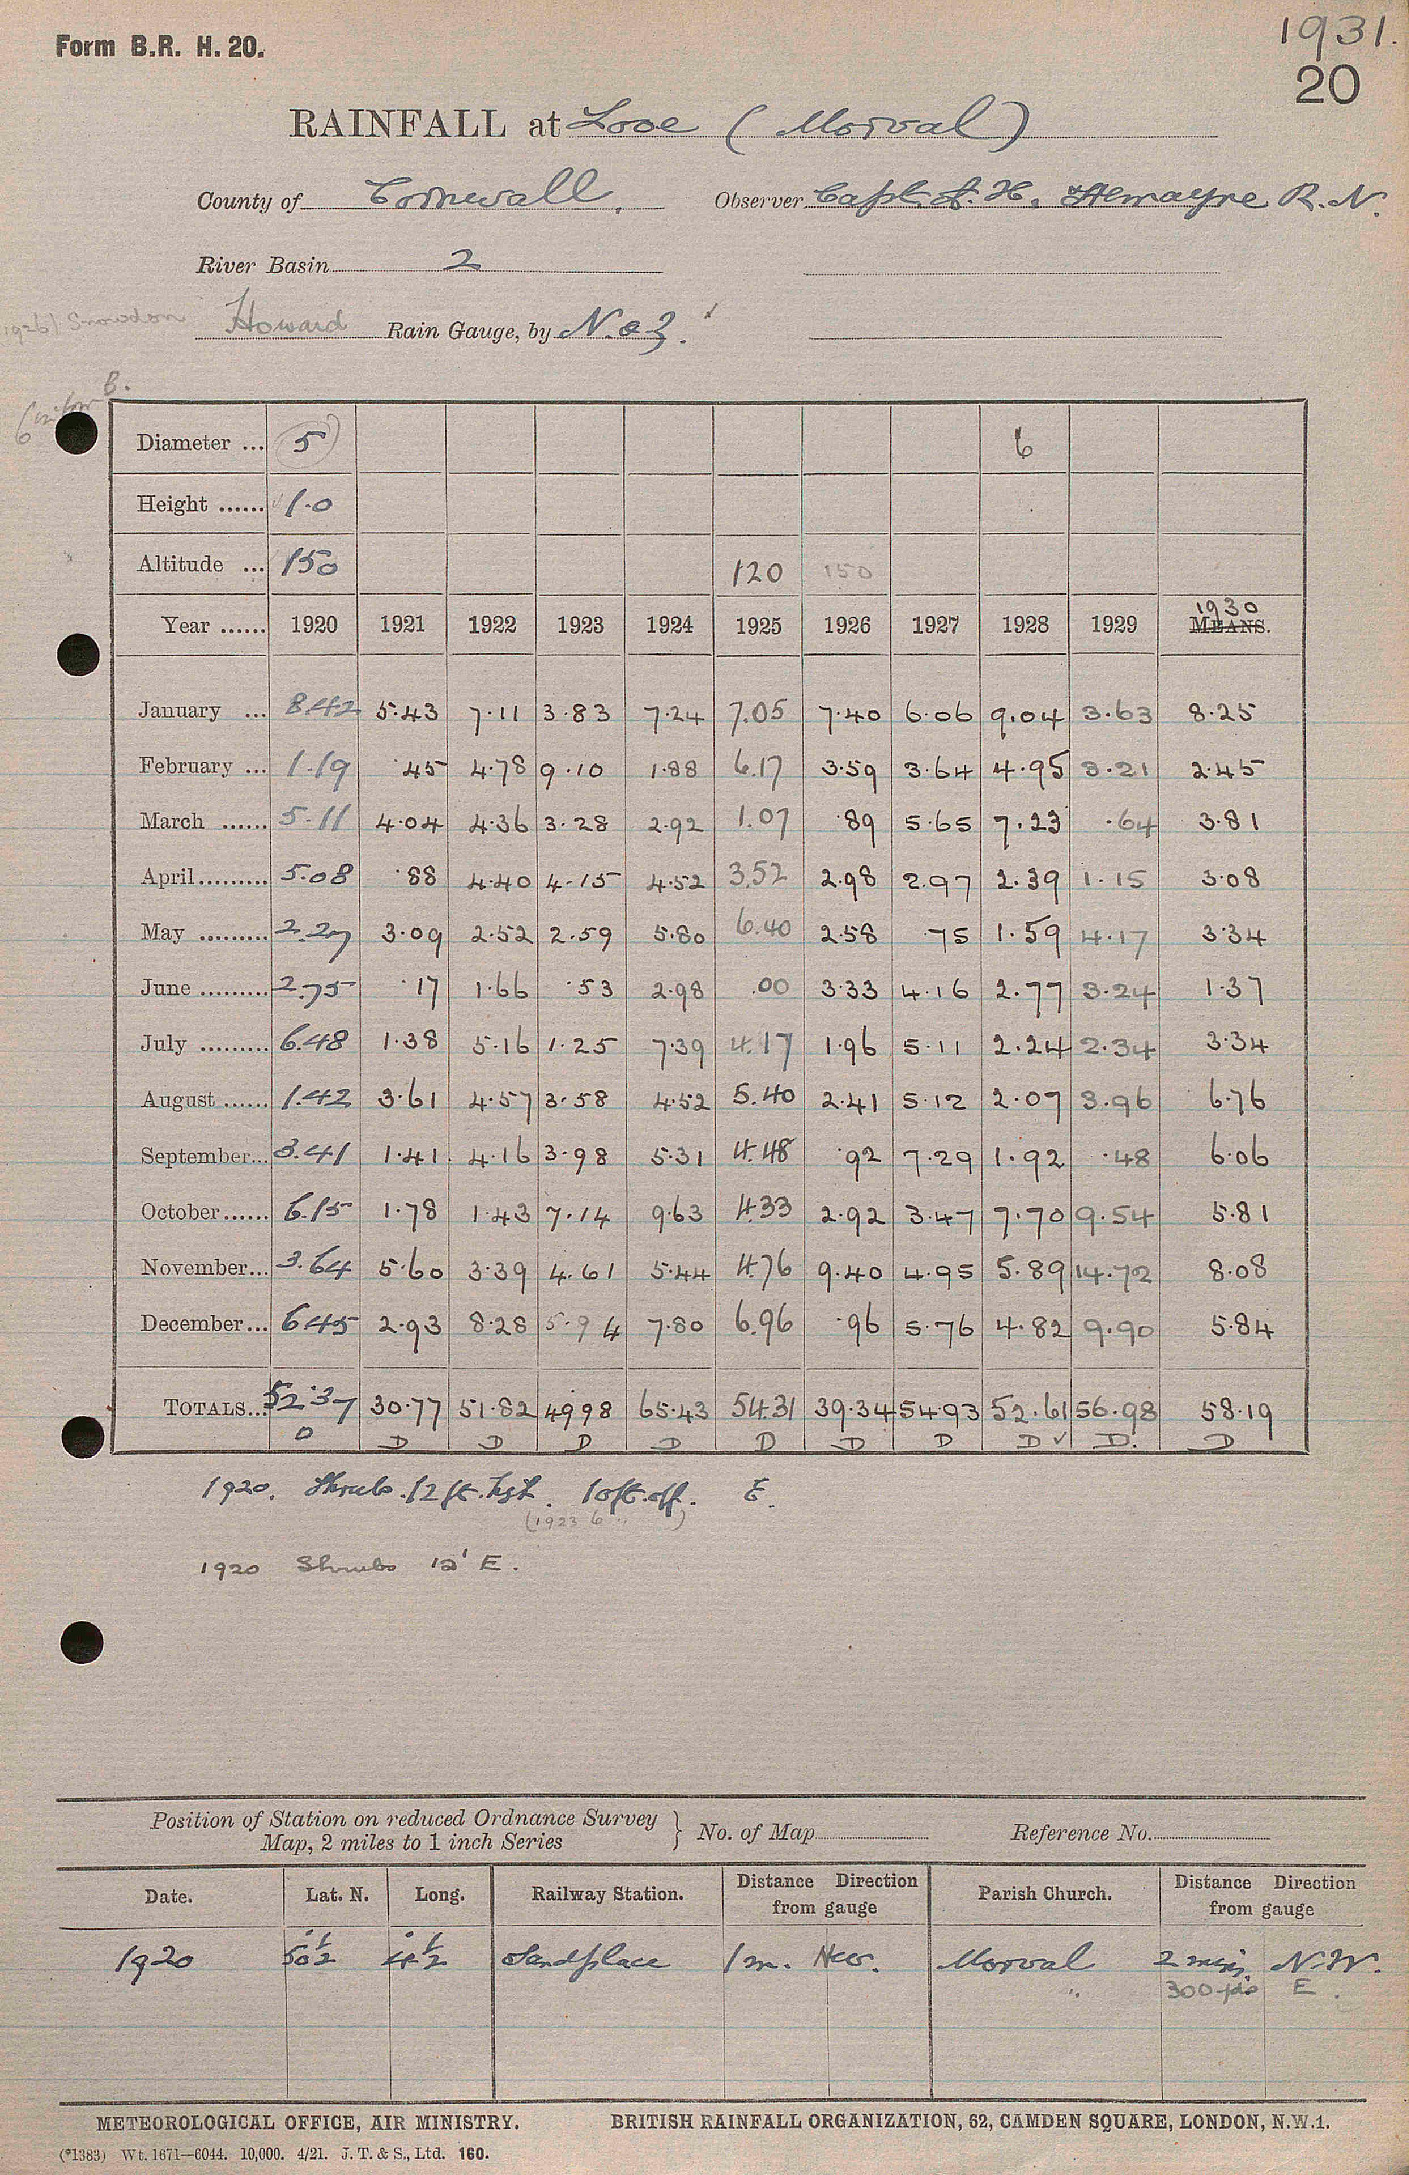 Form B.R. H. 20.
1931.
20
RAINFALL at Looe (Morval)
County of Cornwall. Observer Capt. A. H. R.N.
River Basin 2
1926) Snowdon Howard Rain Gauge, by N & Z.
B.
Diameter ... 5 6
Height ...... 1.0
Altitude ... 150 120 150
Year ...... 1920 1921 1922 1923 1924 1925 1926 1927 1928 1929 1930 MEANS.
January ... 8.42 5.43 7.11 3.83 7.24 7.05 7.40 6.06 9.04 3.63 8.25
February ... 1.19 .45 4.78 9.10 1.88 6.17 3.59 3.64 4.95 3.21 2.45
March ...... 5.11 4.04 4.36 3.28 2.92 1.07 .89 5.65 7.23 .64 3.81
April ......... 5.08 .88 4.40 4.15 4.52 3.52 2.98 2.97 2.39 1.15 3.08
May ......... 2.27 3.09 2.52 2.59 5.80 6.40 2.58 .75 1.59 4.17 3.34
June ......... 2.75 .17 1.66 .53 2.98 .00 3.33 4.16 2.77 3.24 1.37
July ......... 6.48 1.38 5.16 1.25 7.39 4.17 1.96 5.11 2.24 2.34 3.34
August ...... 1.42 3.61 4.57 3.58 4.52 5.40 2.41 5.12 2.07 3.96 6.76
September... 3.41 1.41 4.16 3.98 5.31 4.48 .92 7.29 1.92 .48 6.06
October...... 6.15 1.78 1.43 7.14 9.63 4.33 2.92 3.47 7.70 9.54 5.81
November... 3.64 5.60 3.39 4.61 5.44 4.76 9.40 4.95 5.89 14.72 8.08
December... 6.45 2.93 8.28 5.94 7.80 6.96 .96 5.76 4.82 9.90 5.84
TOTALS... 52.37 30.77 51.82 49.98 65.43 54.31 39.34 54.93 52.61 56.98 58.19
D D D D D D D D D ✓ D. D
1920. Shrubs 12 ft. high. 10 ft. off. E.
(1923 6 " )
1920 Shrubs 12' E.
Position of Station on reduced Ordnance Survey
Map, 2 miles to 1 inch Series } No. of Map Reference No.
Date. Lat. N. Long. Railway Station. Distance Direction from gauge Parish Church. Distance Direction from gauge
1920 50° ½ 4° ½ Sandplace 1 m. Morval 2 mins N.W.
" 300 yds E.
METEOROLOGICAL OFFICE, AIR MINISTRY. BRITISH RAINFALL ORGANIZATION, 62, CAMDEN SQUARE, LONDON, N.W.1.
(*1383) Wt. 1671—6044. 10,000. 4/21. J. T. & S., Ltd. 160.